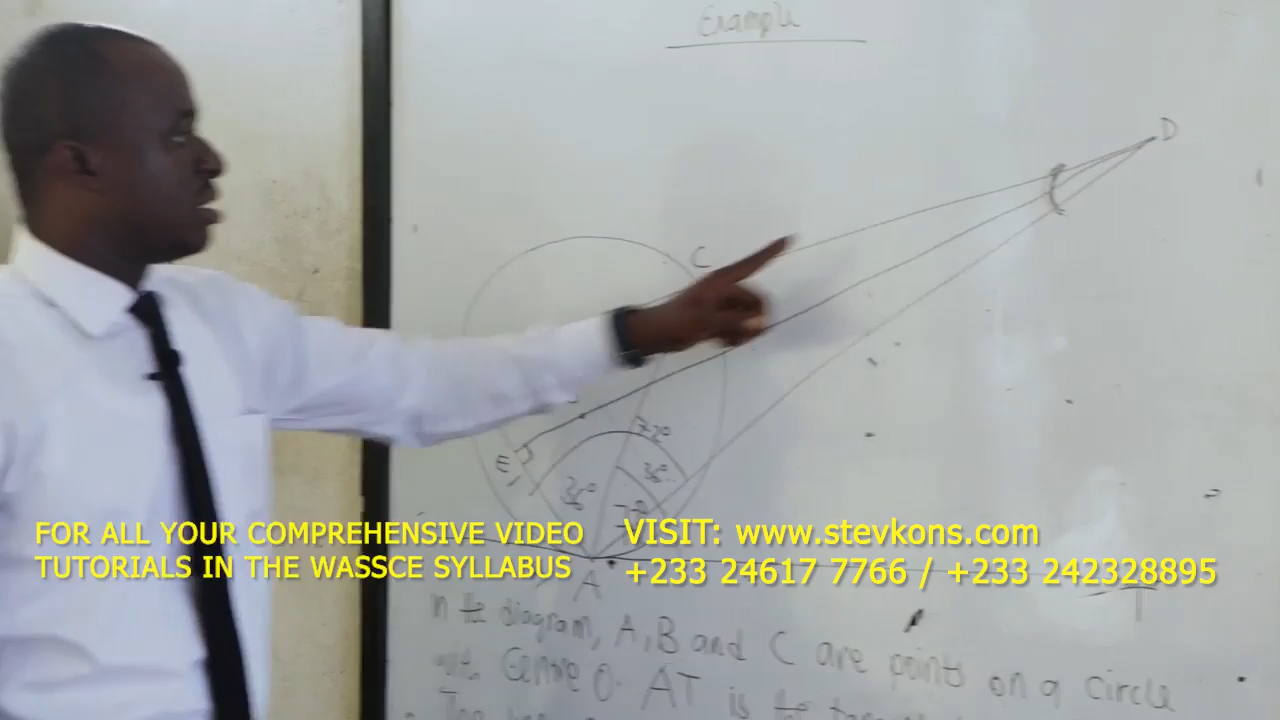 Example
D
C
72°
E
36°
36°
A
T
FOR ALL YOUR COMPREHENSIVE VIDEO
TUTORIALS IN THE WASSCE SYLLABUS
VISIT: www.stevkons.com
+233 24617 7766 / +233 242328895
n the diagram, A, B and C are points on a circle
with Centre O. AT is the